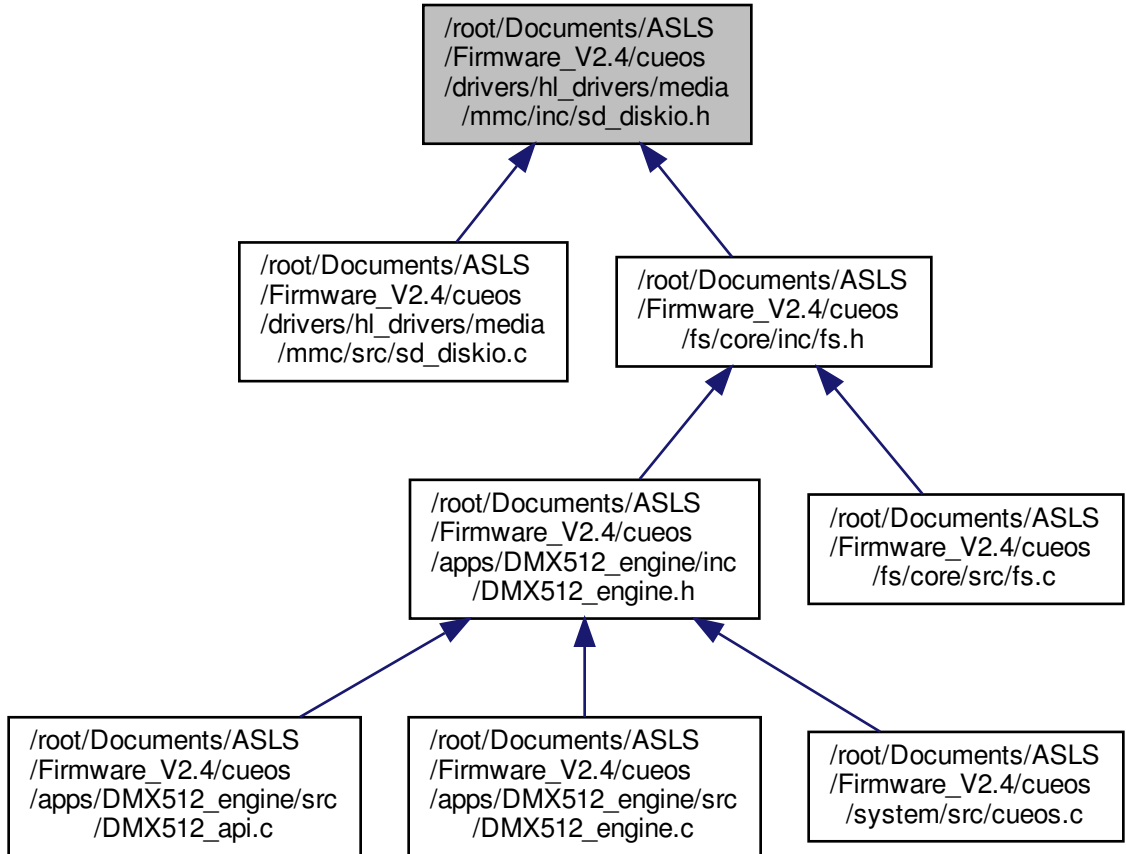 /root/Documents/ASLS
/Firmware_V2.4/cueos
/drivers/hl_drivers/media
/mmc/inc/sd_diskio.h
/root/Documents/ASLS
/Firmware_V2.4/cueos
/drivers/hl_drivers/media
/mmc/src/sd_diskio.c
/root/Documents/ASLS
/Firmware_V2.4/cueos
/fs/core/inc/fs.h
/root/Documents/ASLS
/Firmware_V2.4/cueos
/apps/DMX512_engine/inc
/DMX512_engine.h
/root/Documents/ASLS
/Firmware_V2.4/cueos
/fs/core/src/fs.c
/root/Documents/ASLS
/Firmware_V2.4/cueos
/apps/DMX512_engine/src
/DMX512_api.c
/root/Documents/ASLS
/Firmware_V2.4/cueos
/apps/DMX512_engine/src
/DMX512_engine.c
/root/Documents/ASLS
/Firmware_V2.4/cueos
/system/src/cueos.c